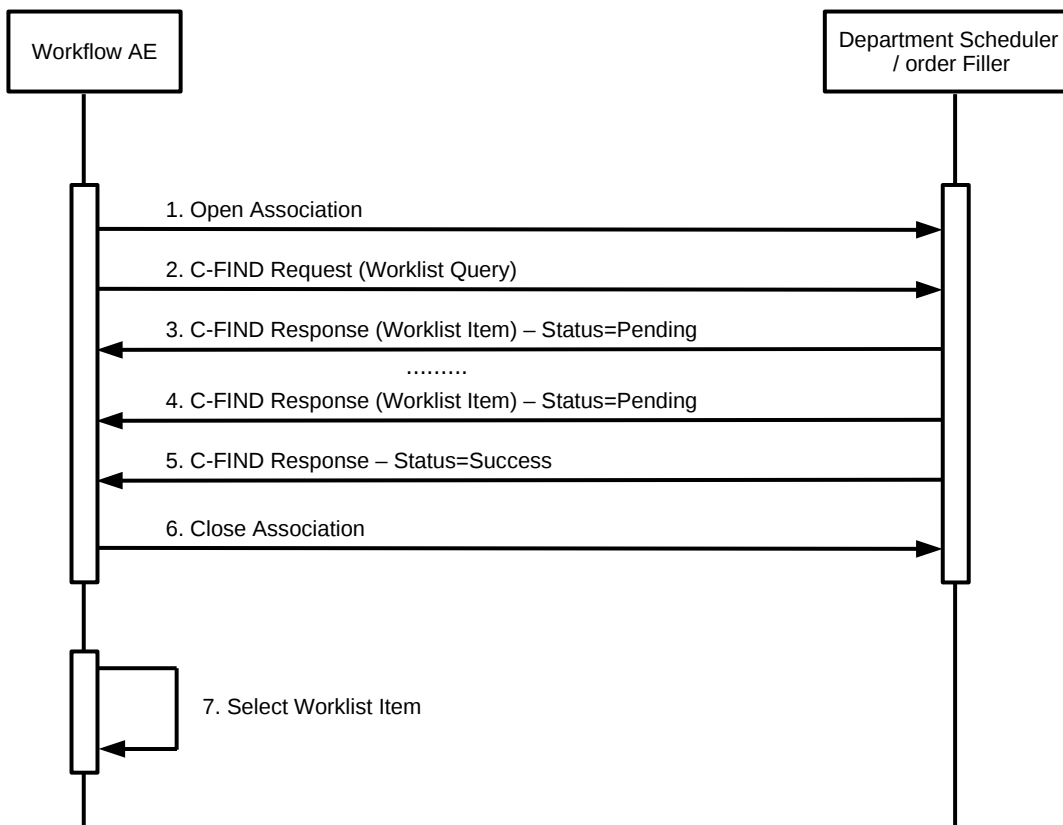 Workflow AE
Department Scheduler
/ order Filler
1. Open Association
2. C-FIND Request (Worklist Query)
3. C-FIND Response (Worklist Item) – Status=Pending
.........
4. C-FIND Response (Worklist Item) – Status=Pending
5. C-FIND Response – Status=Success
6. Close Association
7. Select Worklist Item